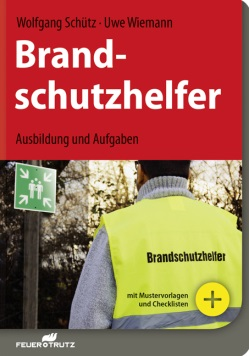 Wolfgang Schütz · Uwe Wiemann
Brand-
schutzhelfer
Ausbildung und Aufgaben
Brandschutzhelfer
mit Mustervorlagen
und Checklisten
+
FEUERTRUTZ